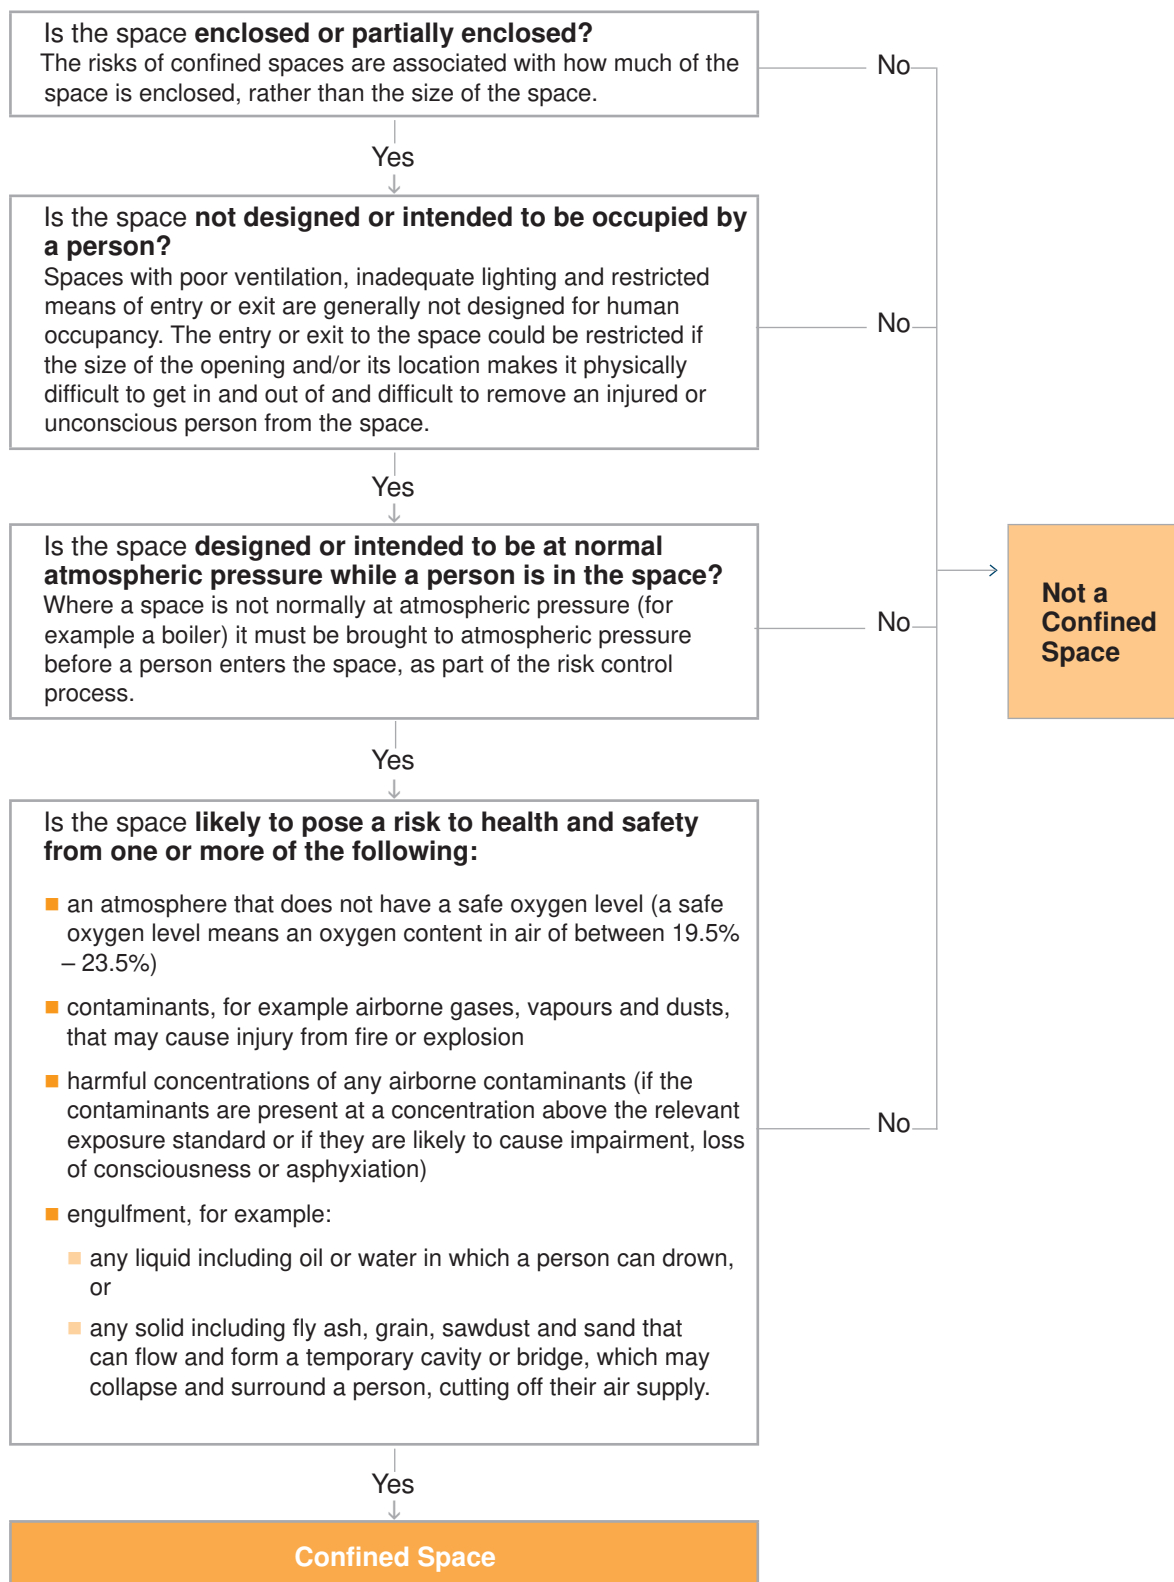 Is the space enclosed or partially enclosed?
The risks of confined spaces are associated with how much of the
space is enclosed, rather than the size of the space.
No
Yes
Is the space not designed or intended to be occupied by
a person?
Spaces with poor ventilation, inadequate lighting and restricted
means of entry or exit are generally not designed for human
occupancy. The entry or exit to the space could be restricted if
the size of the opening and/or its location makes it physically
difficult to get in and out of and difficult to remove an injured or
unconscious person from the space.
No
Yes
Is the space designed or intended to be at normal
atmospheric pressure while a person is in the space?
Where a space is not normally at atmospheric pressure (for
example a boiler) it must be brought to atmospheric pressure
before a person enters the space, as part of the risk control
process.
No
Not a
Confined
Space
Yes
Is the space likely to pose a risk to health and safety
from one or more of the following:
an atmosphere that does not have a safe oxygen level (a safe
oxygen level means an oxygen content in air of between 19.5%
– 23.5%)
contaminants, for example airborne gases, vapours and dusts,
that may cause injury from fire or explosion
harmful concentrations of any airborne contaminants (if the
contaminants are present at a concentration above the relevant
exposure standard or if they are likely to cause impairment, loss
of consciousness or asphyxiation)
No
engulfment, for example:
any liquid including oil or water in which a person can drown,
or
any solid including fly ash, grain, sawdust and sand that
can flow and form a temporary cavity or bridge, which may
collapse and surround a person, cutting off their air supply.
Yes
Confined Space